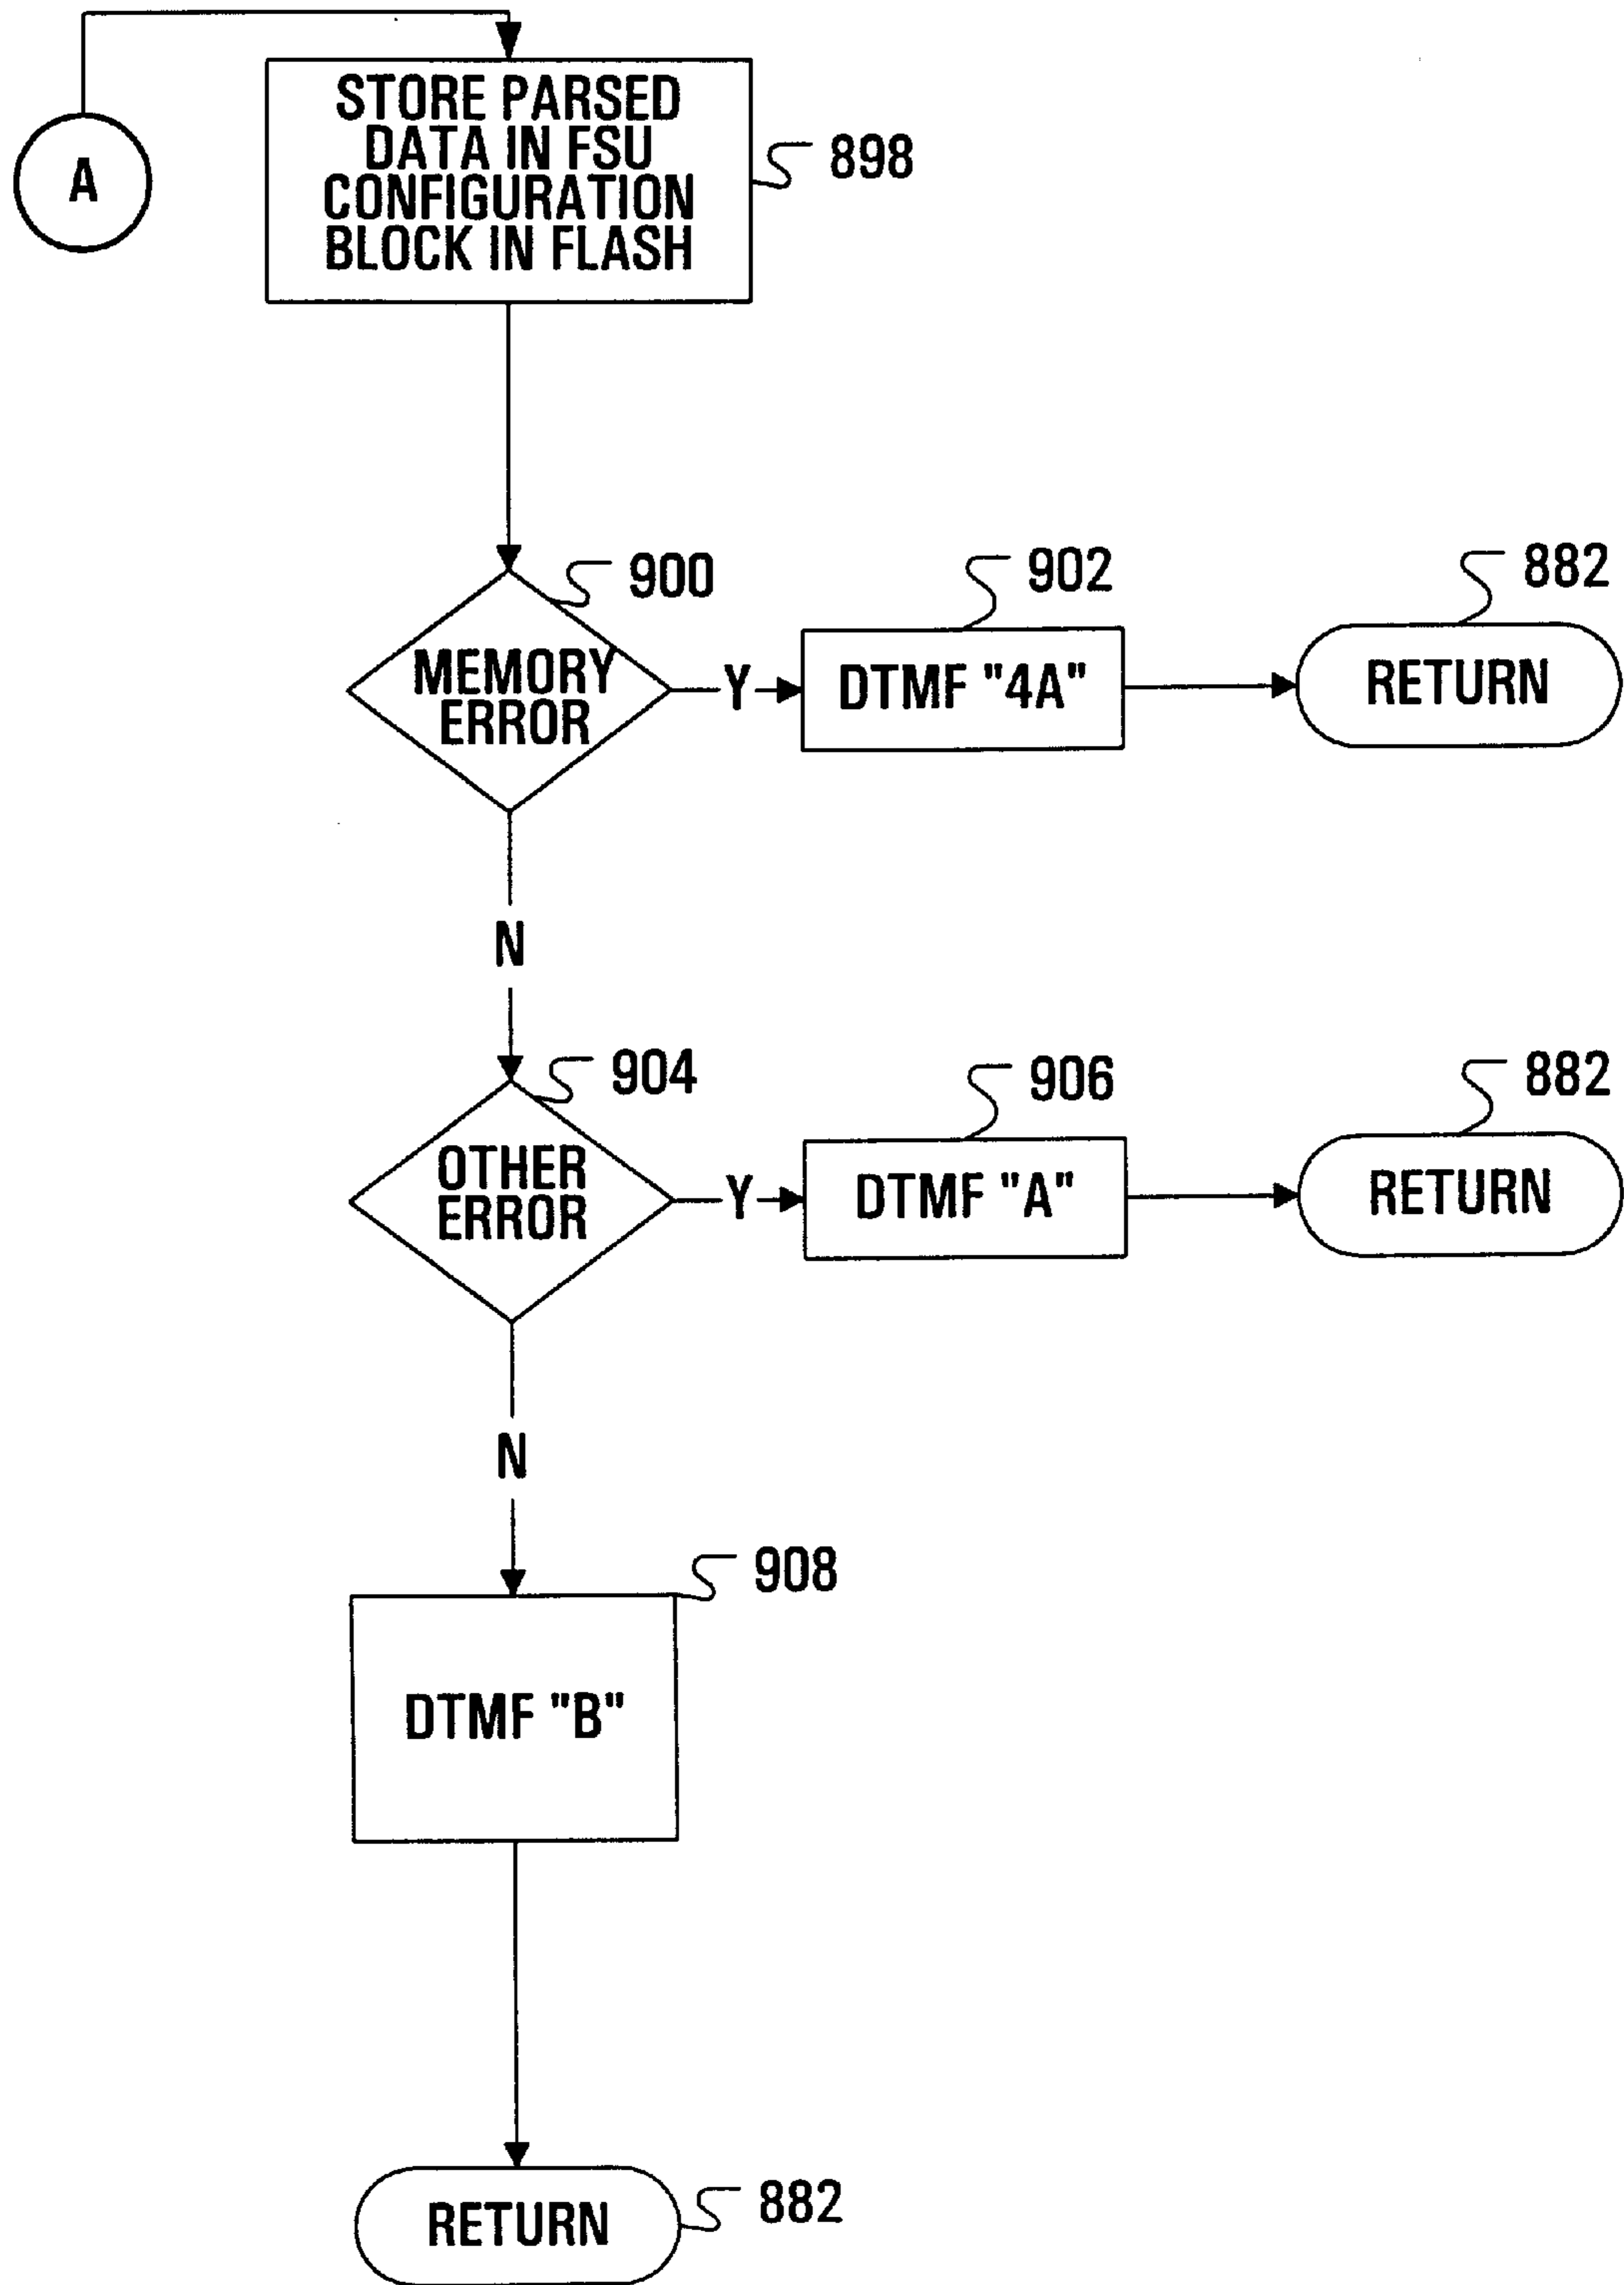 A
STORE PARSED
DATA IN FSU
CONFIGURATION
BLOCK IN FLASH
898
900
MEMORY
ERROR
Y
902
DTMF "4A"
882
RETURN
N
904
OTHER
ERROR
Y
906
DTMF "A"
882
RETURN
N
908
DTMF "B"
RETURN
882